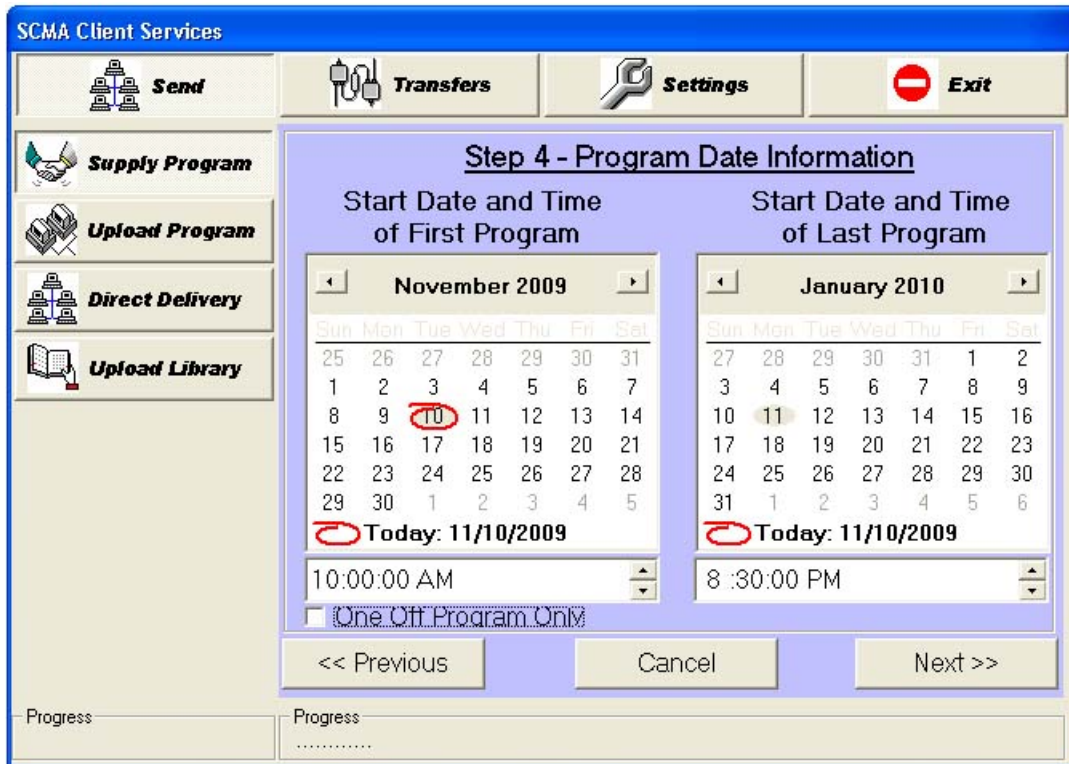 SCMA Client Services
Send
Transfers
Settings
Exit
Supply Program
Upload Program
Direct Delivery
Upload Library
Step 4 - Program Date Information
Start Date and Time
of First Program
November 2009
Sun Mon Tue Wed Thu Fri Sat
25 26 27 28 29 30 31
1 2 3 4 5 6 7
8 9 10 11 12 13 14
15 16 17 18 19 20 21
22 23 24 25 26 27 28
29 30 1 2 3 4 5
Today: 11/10/2009
10:00:00 AM
One Off Program Only
Start Date and Time
of Last Program
January 2010
Sun Mon Tue Wed Thu Fri Sat
27 28 29 30 31 1 2
3 4 5 6 7 8 9
10 11 12 13 14 15 16
17 18 19 20 21 22 23
24 25 26 27 28 29 30
31 1 2 3 4 5 6
Today: 11/10/2009
8 :30:00 PM
<< Previous
Cancel
Next >>
Progress
Progress
............